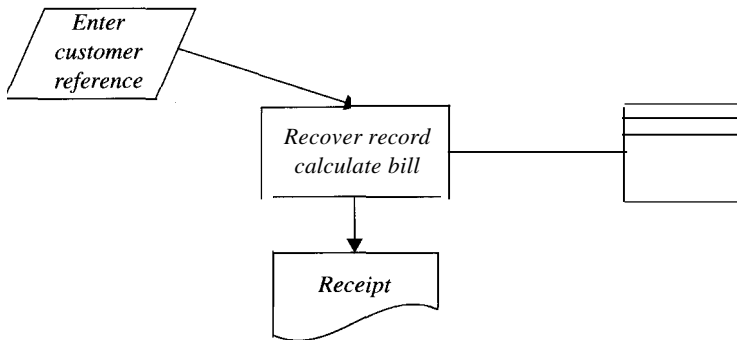 Enter
customer
reference
Recover record
calculate bill
Receipt